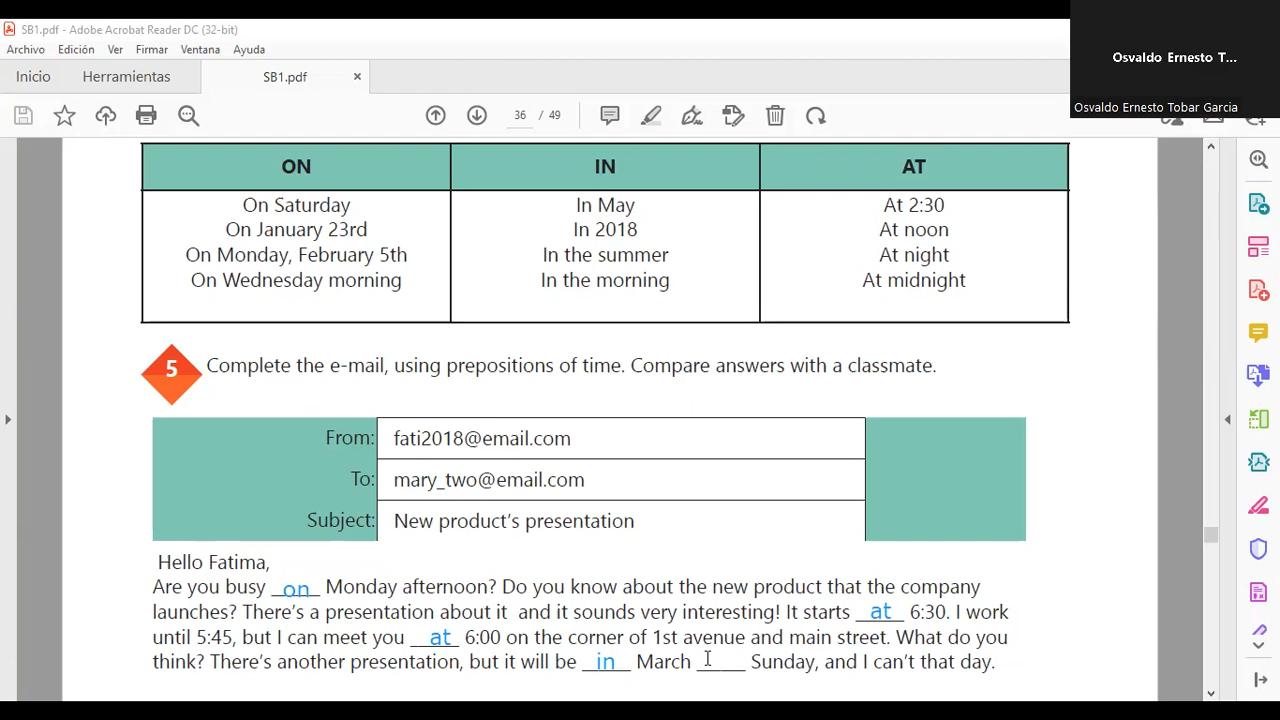 SB1.pdf - Adobe Acrobat Reader DC (32-bit)
Archivo Edición Ver Firmar Ventana Ayuda
Inicio Herramientas SB1.pdf ×
36 / 49
Osvaldo Ernesto T...
Osvaldo Ernesto Tobar Garcia
ON IN AT
On Saturday In May At 2:30
On January 23rd In 2018 At noon
On Monday, February 5th In the summer At night
On Wednesday morning In the morning At midnight
5 Complete the e-mail, using prepositions of time. Compare answers with a classmate.
From: fati2018@email.com
To: mary_two@email.com
Subject: New product's presentation
Hello Fatima,
Are you busy on Monday afternoon? Do you know about the new product that the company
launches? There's a presentation about it and it sounds very interesting! It starts at 6:30. I work
until 5:45, but I can meet you at 6:00 on the corner of 1st avenue and main street. What do you
think? There's another presentation, but it will be in March _____ Sunday, and I can't that day.